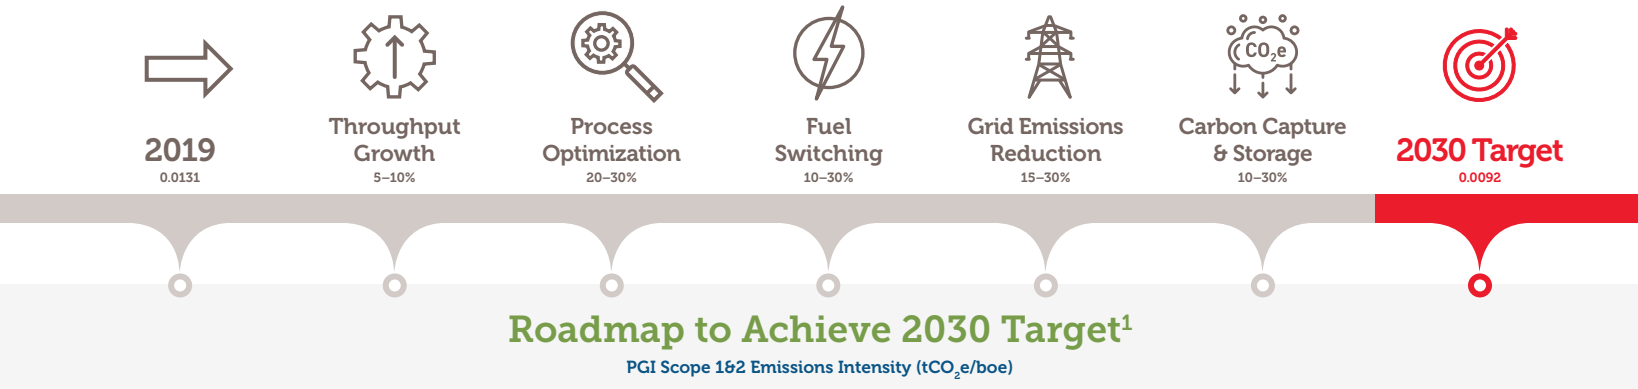 CO2e
2019
0.0131
Throughput
Growth
5–10%
Process
Optimization
20–30%
Fuel
Switching
10–30%
Grid Emissions
Reduction
15–30%
Carbon Capture
& Storage
10–30%
2030 Target
0.0092
Roadmap to Achieve 2030 Target1
PGI Scope 1&2 Emissions Intensity (tCO2e/boe)